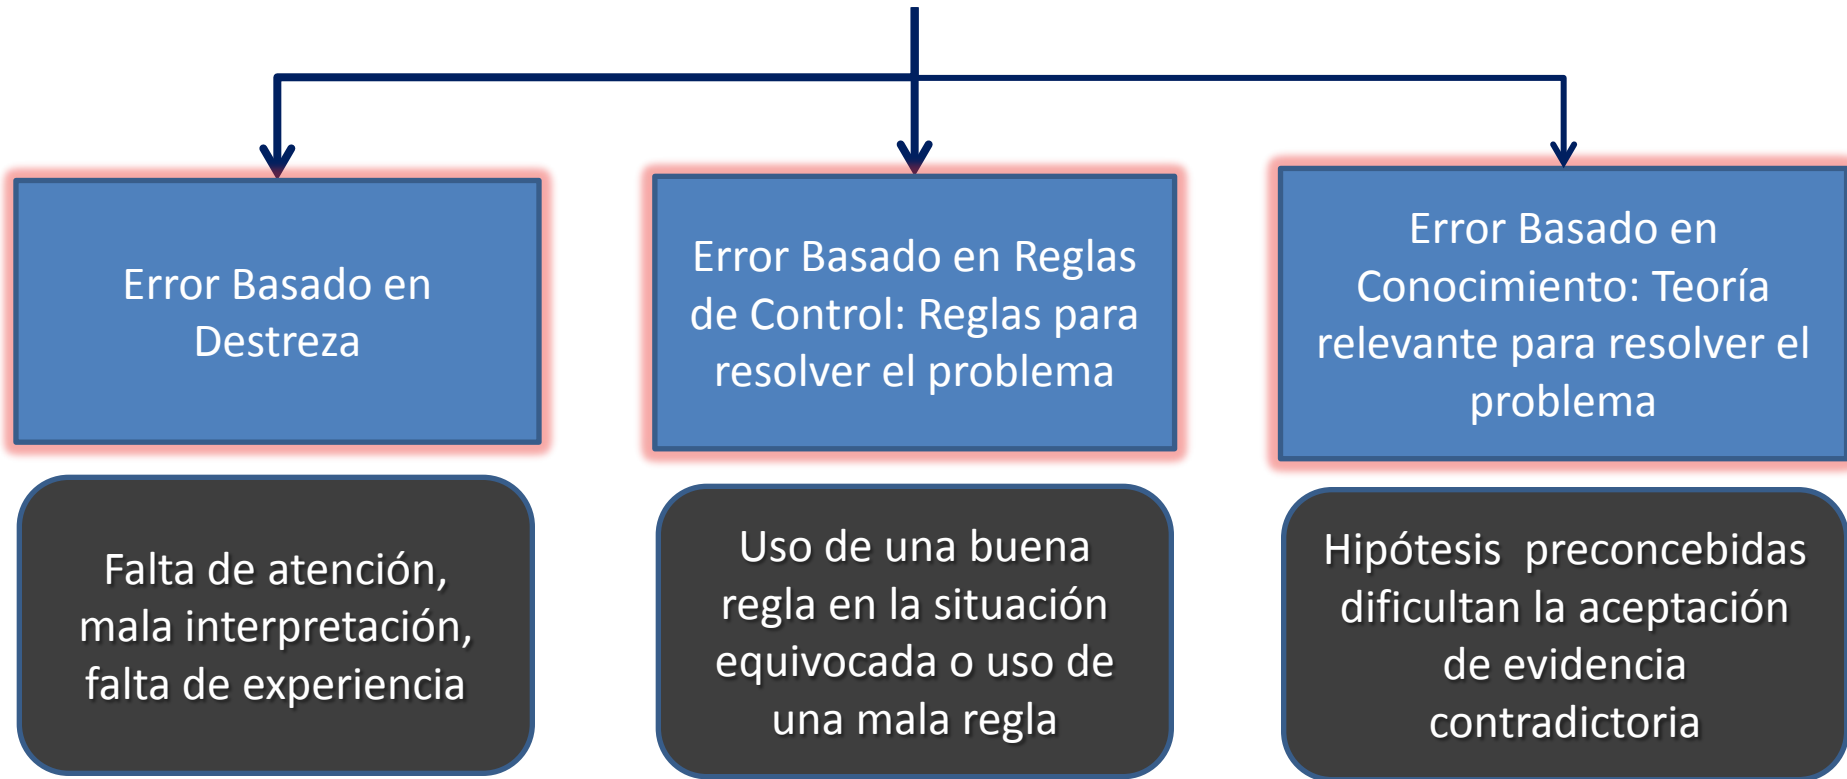 Error Basado en
Destreza
Error Basado en Reglas
de Control: Reglas para
resolver el problema
Error Basado en
Conocimiento: Teoría
relevante para resolver el
problema
Falta de atención,
mala interpretación,
falta de experiencia
Uso de una buena
regla en la situación
equivocada o uso de
una mala regla
Hipótesis preconcebidas
dificultan la aceptación
de evidencia
contradictoria